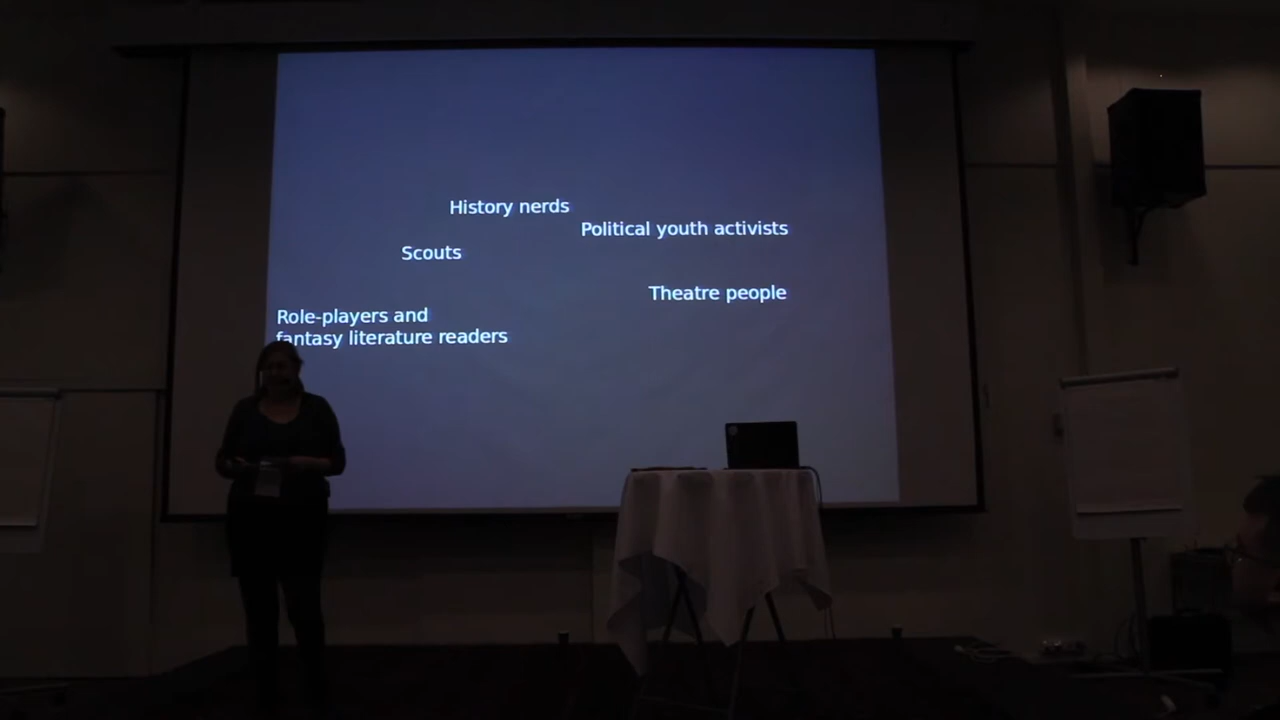 History nerds
Political youth activists
Scouts
Theatre people
Role-players and
fantasy literature readers